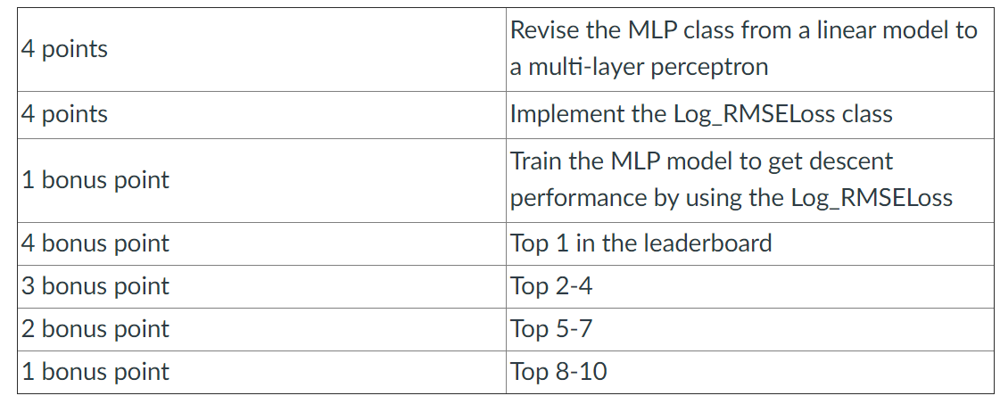 4 points
Revise the MLP class from a linear model to
a multi-layer perceptron
4 points
Implement the Log_RMSELoss class
1 bonus point
Train the MLP model to get descent
performance by using the Log_RMSELoss
4 bonus point
Top 1 in the leaderboard
3 bonus point
Top 2-4
2 bonus point
Top 5-7
1 bonus point
Top 8-10